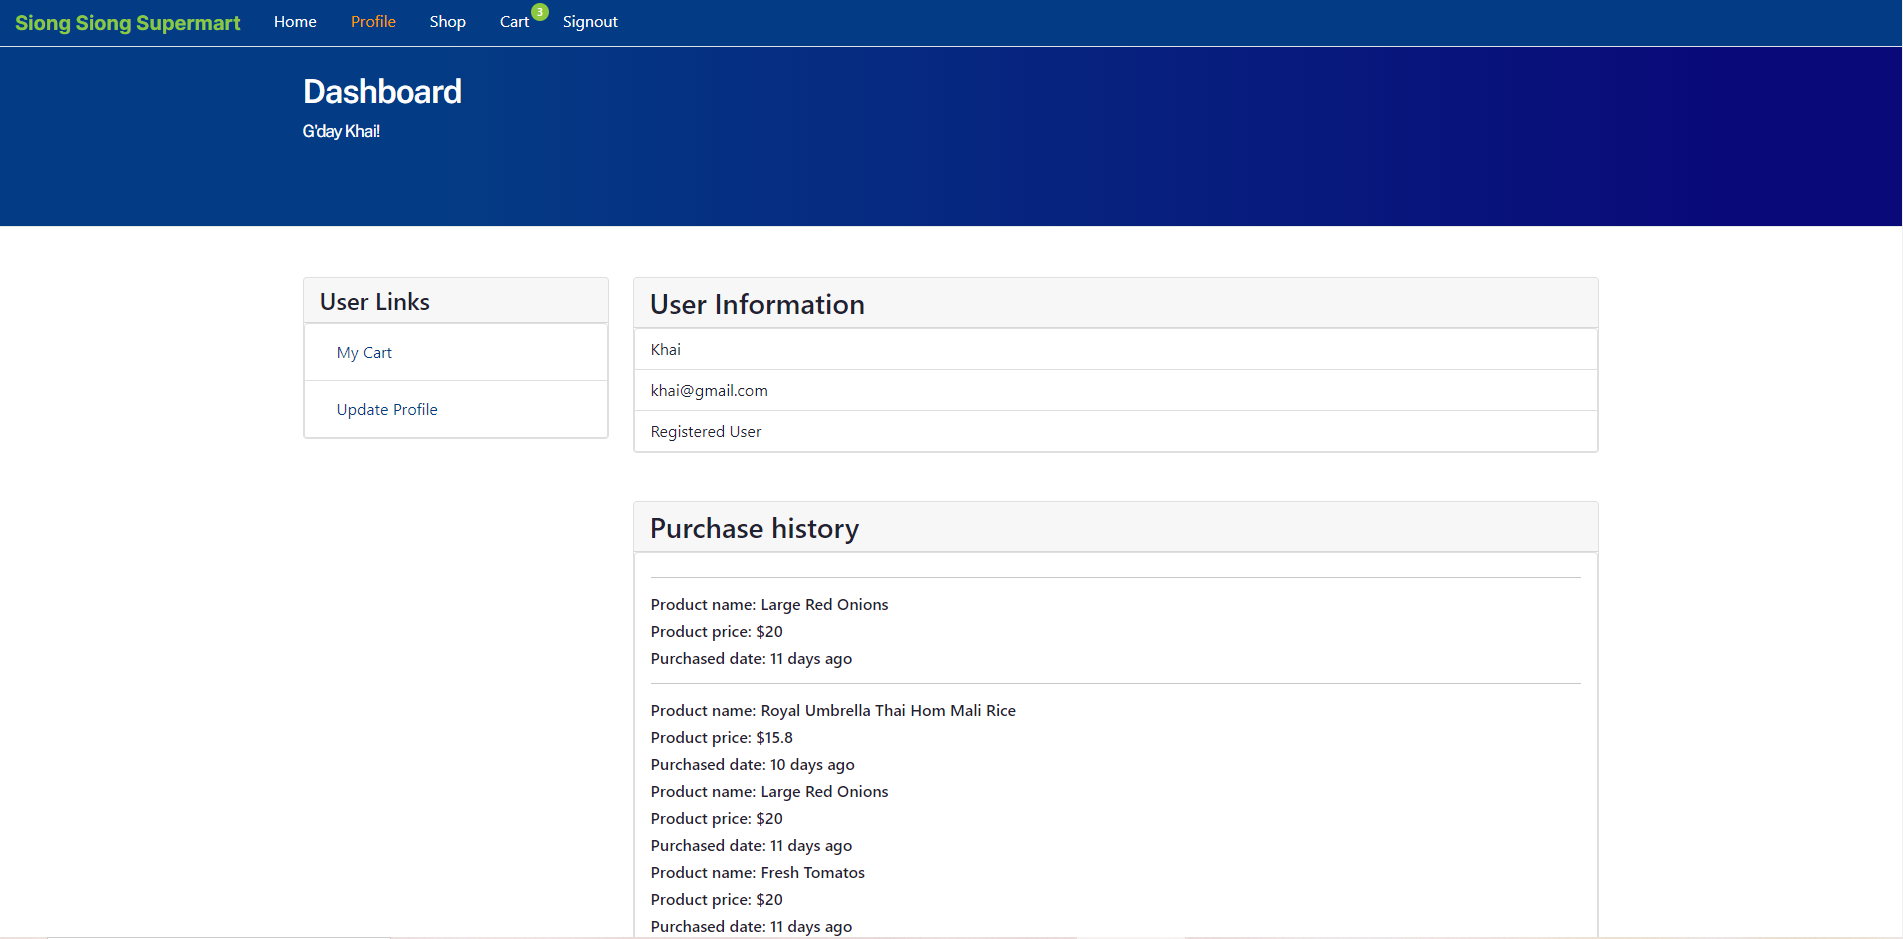 Siong Siong Supermart Home Profile Shop Cart 3 Signout
Dashboard
G'day Khai!
User Links
My Cart
Update Profile
User Information
Khai
khai@gmail.com
Registered User
Purchase history
Product name: Large Red Onions
Product price: $20
Purchased date: 11 days ago
Product name: Royal Umbrella Thai Hom Mali Rice
Product price: $15.8
Purchased date: 10 days ago
Product name: Large Red Onions
Product price: $20
Purchased date: 11 days ago
Product name: Fresh Tomatos
Product price: $20
Purchased date: 11 days ago